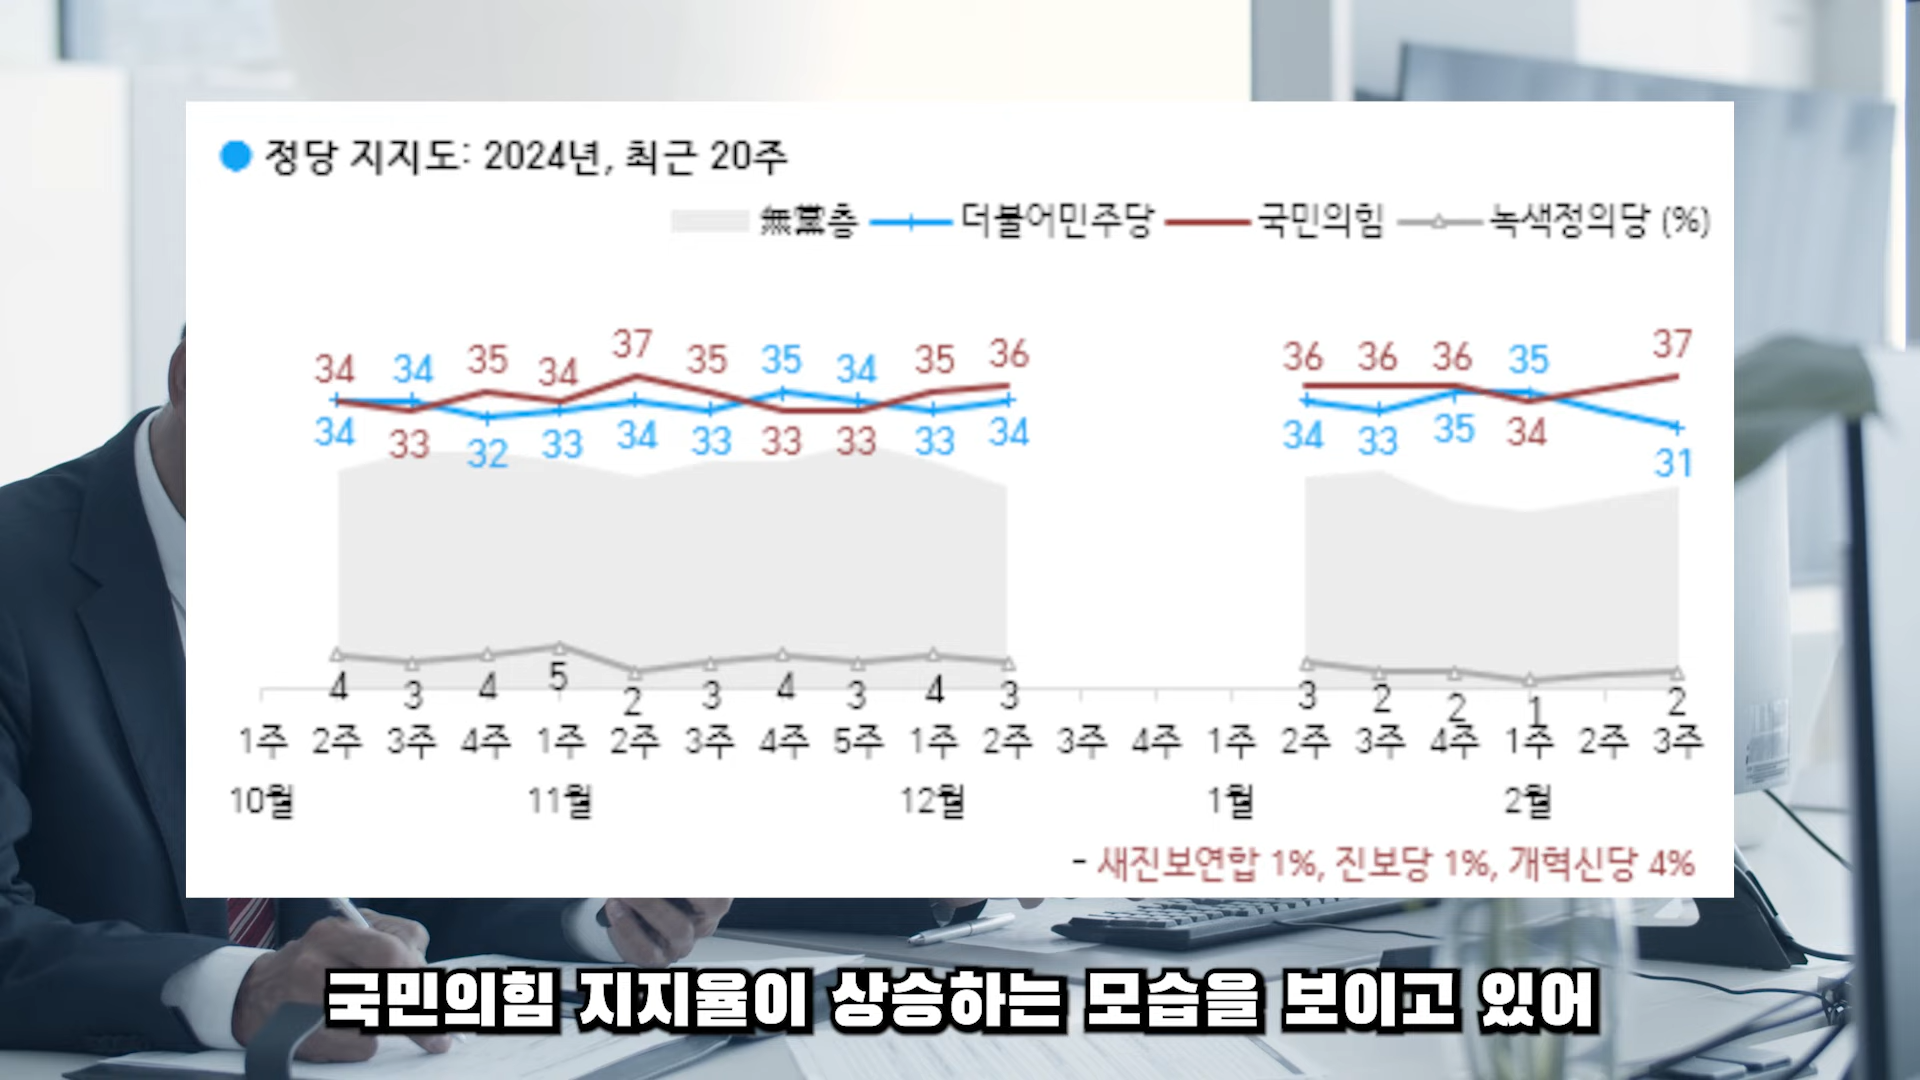 정당 지지도: 2024년, 최근 20주
無黨층 더불어민주당 국민의힘 녹색정의당 (%)
34 34 35 34 37 35 35 34 35 36 36 36 36 35 37
34 33 32 33 34 33 33 33 33 34 34 33 35 34 31
4 3 4 5 2 3 4 3 4 3 3 2 2 1 2
1주 2주 3주 4주 1주 2주 3주 4주 5주 1주 2주 3주 4주 1주 2주 3주 4주 1주 2주 3주
10월 11월 12월 1월 2월
- 새진보연합 1%, 진보당 1%, 개혁신당 4%
국민의힘 지지율이 상승하는 모습을 보이고 있어